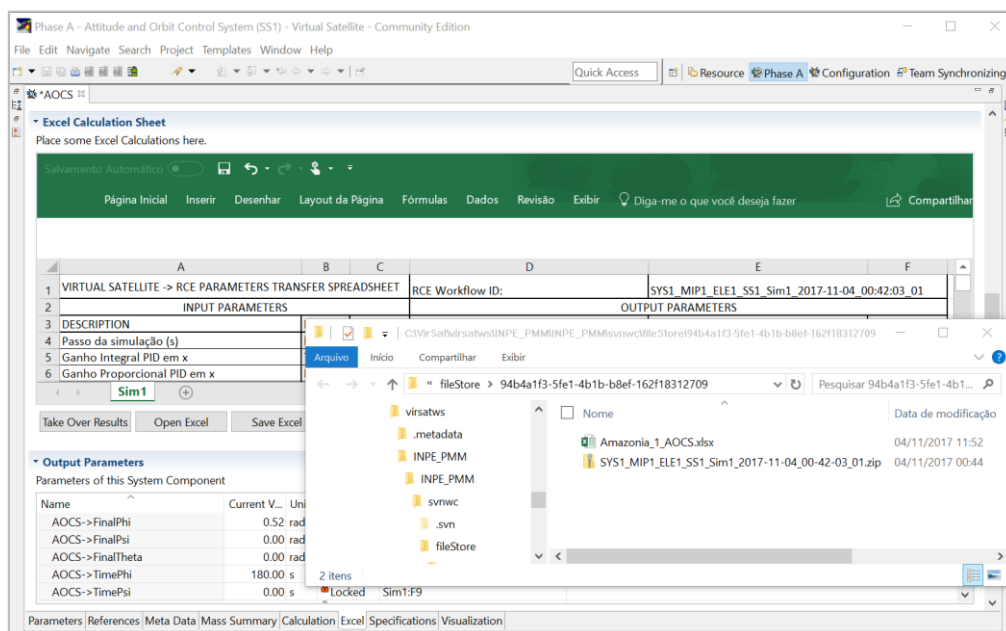 Phase A - Attitude and Orbit Control System (SS1) - Virtual Satellite - Community Edition
File Edit Navigate Search Project Templates Window Help
Quick Access Resource Phase A Configuration Team Synchronizing
*AOCS
Excel Calculation Sheet
Place some Excel Calculations here.
Salvamento Automático
Página Inicial Inserir Desenhar Layout da Página Fórmulas Dados Revisão Exibir Diga-me o que você deseja fazer Compartilhar
A B C D E F
1 VIRTUAL SATELLITE -> RCE PARAMETERS TRANSFER SPREADSHEET RCE Workflow ID: SYS1_MIP1_ELE1_SS1_Sim1_2017-11-04_00:42:03_01
2 INPUT PARAMETERS OUTPUT PARAMETERS
3 DESCRIPTION
4 Passo da simulação (s)
5 Ganho Integral PID em x
6 Ganho Proporcional PID em x
Sim1
Take Over Results Open Excel Save Excel
C:\VirSat\virsatws\INPE_PMM\INPE_PMM\svnwc\fileStore\94b4a1f3-5fe1-4b1b-b8ef-162f18312709
Arquivo Início Compartilhar Exibir
« fileStore > 94b4a1f3-5fe1-4b1b-b8ef-162f18312709 Pesquisar 94b4a1f3-5fe1-4b1...
virsatws
.metadata
INPE_PMM
INPE_PMM
svnwc
.svn
fileStore
Nome Data de modificação
Amazonia_1_AOCS.xlsx 04/11/2017 11:52
SYS1_MIP1_ELE1_SS1_Sim1_2017-11-04_00-42-03_01.zip 04/11/2017 00:44
2 itens
Output Parameters
Parameters of this System Component
Name Current V... Uni
AOCS->FinalPhi 0.52 rad
AOCS->FinalPsi 0.00 rad
AOCS->FinalTheta 0.00 rad
AOCS->TimePhi 180.00 s
AOCS->TimePsi 0.00 s Locked Sim1:F9
Parameters References Meta Data Mass Summary Calculation Excel Specifications Visualization